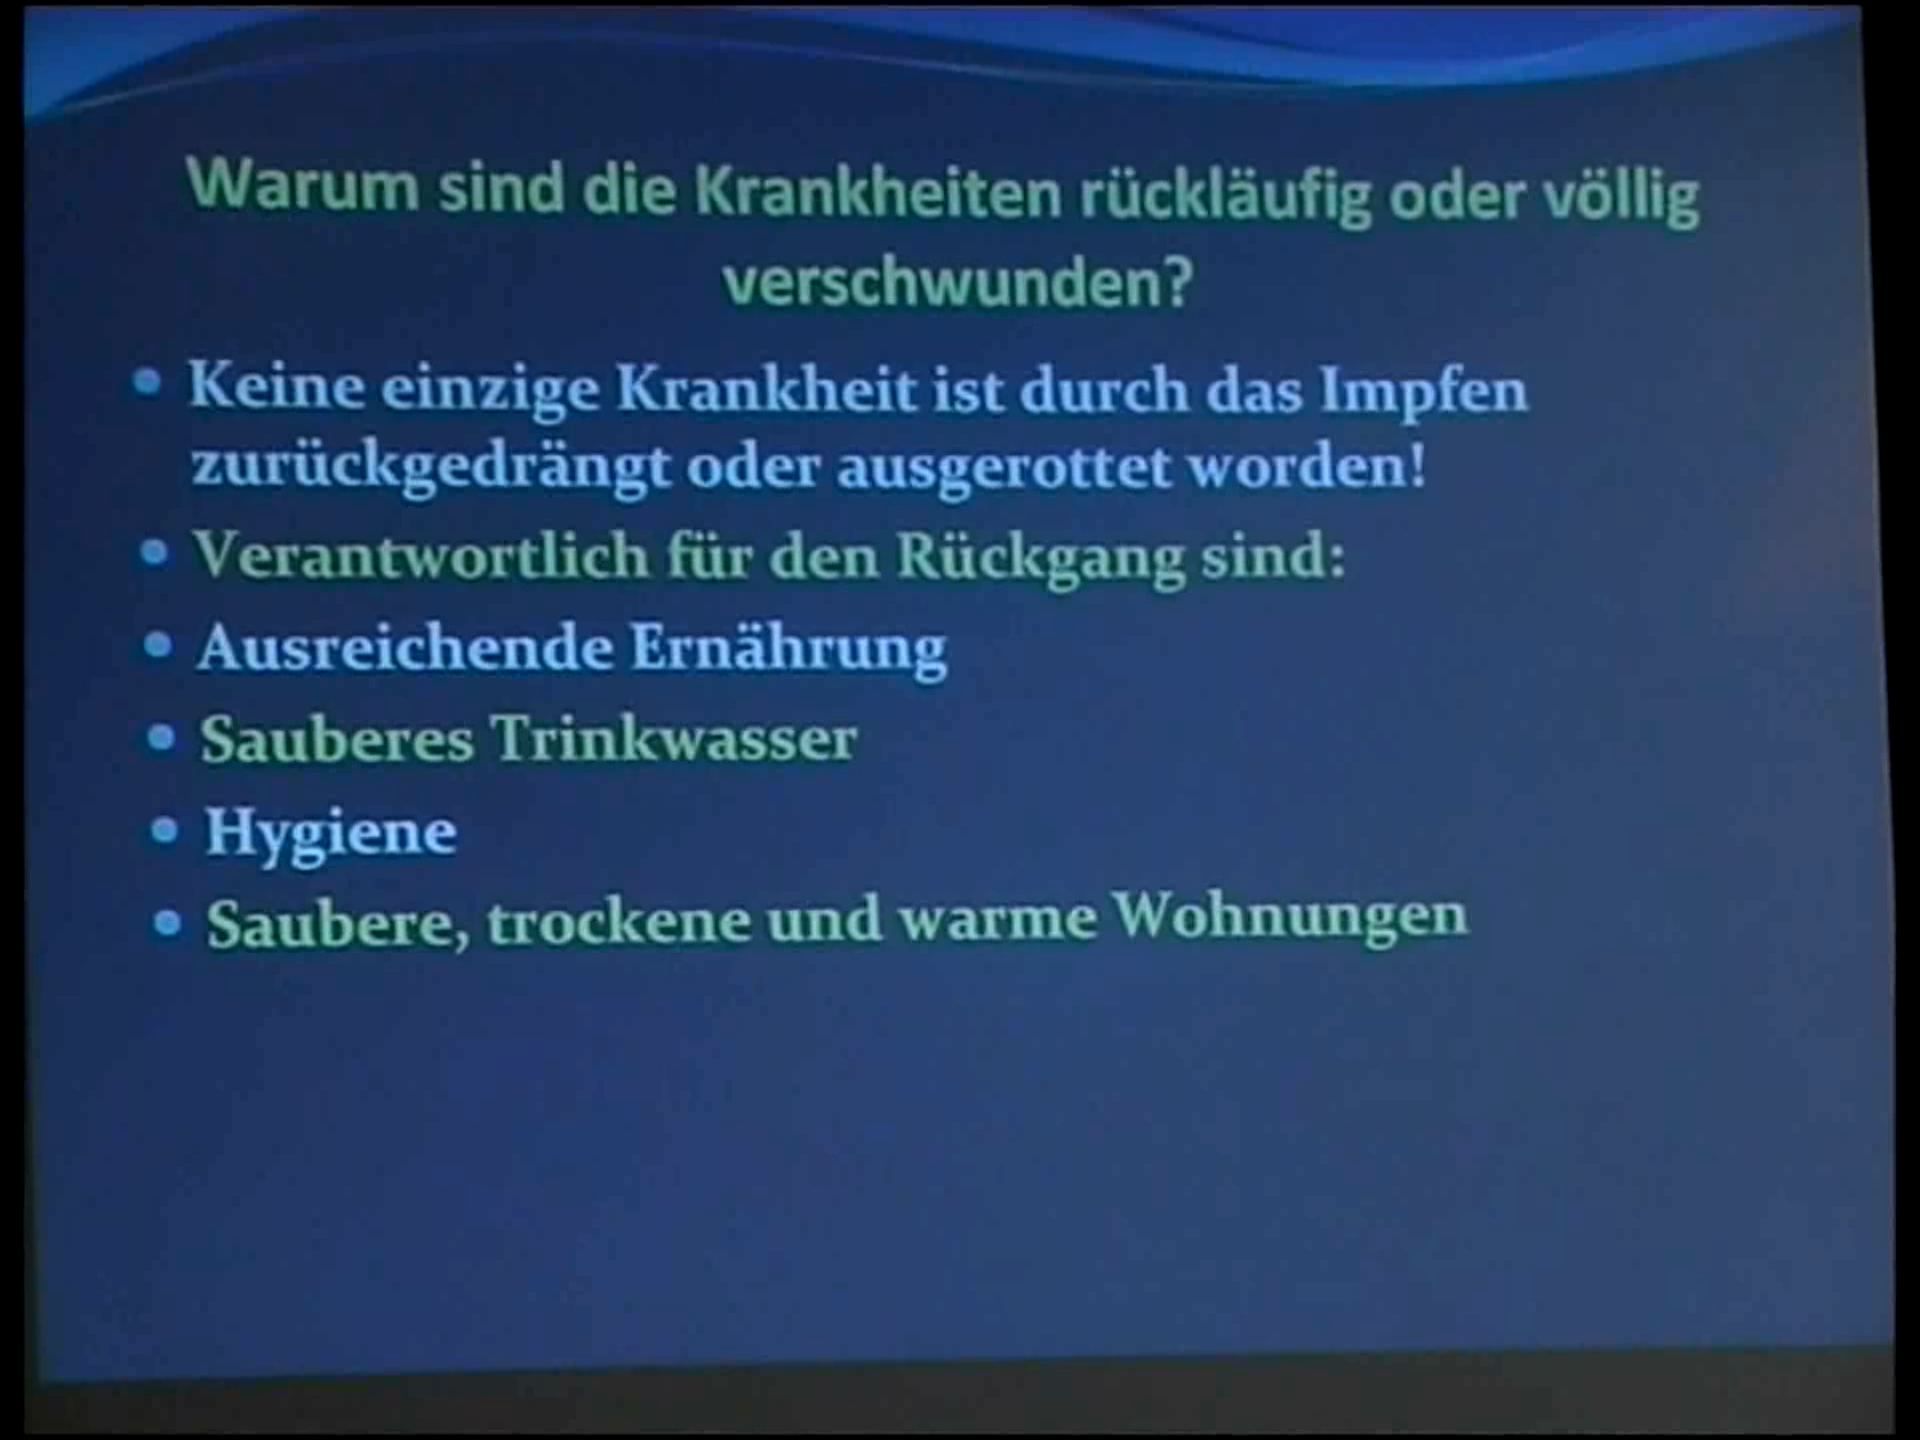 Warum sind die Krankheiten rückläufig oder völlig
verschwunden?
Keine einzige Krankheit ist durch das Impfen
zurückgedrängt oder ausgerottet worden!
Verantwortlich für den Rückgang sind:
Ausreichende Ernährung
Sauberes Trinkwasser
Hygiene
Saubere, trockene und warme Wohnungen